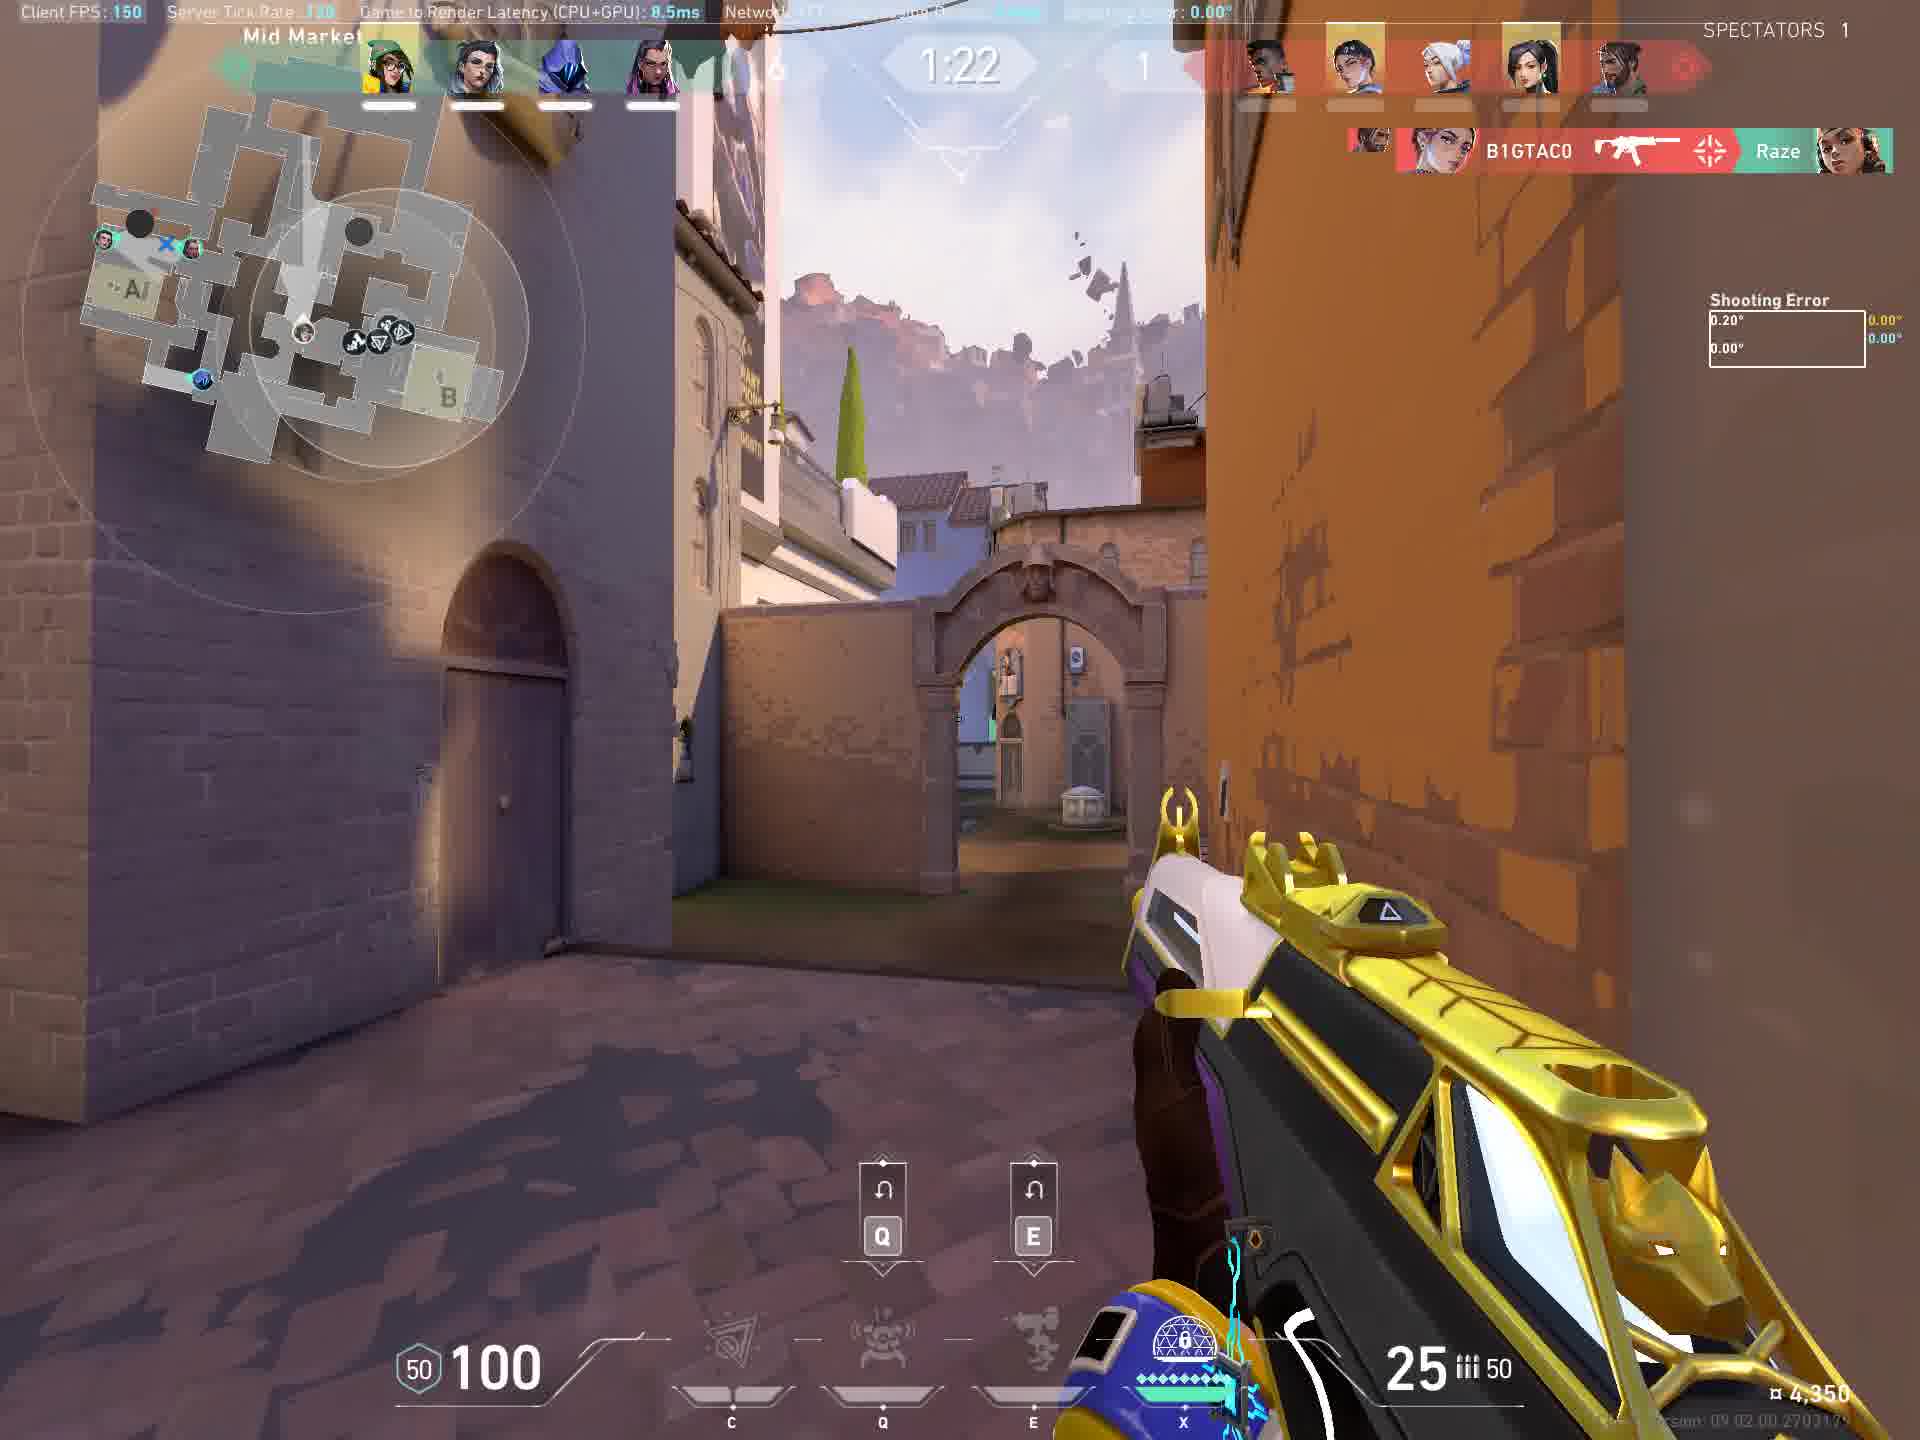 Client FPS: 150
Server Tick Rate: 130
Game to Render Latency (CPU+GPU): 8.5ms
Mid Market
6
1:22
1
SPECTATORS 1
B1GTAC0
Raze
A
B
Shooting Error
0.20°
0.00°
0.00°
0.00°
Q
E
50
100
C
Q
E
X
25
50
4,350